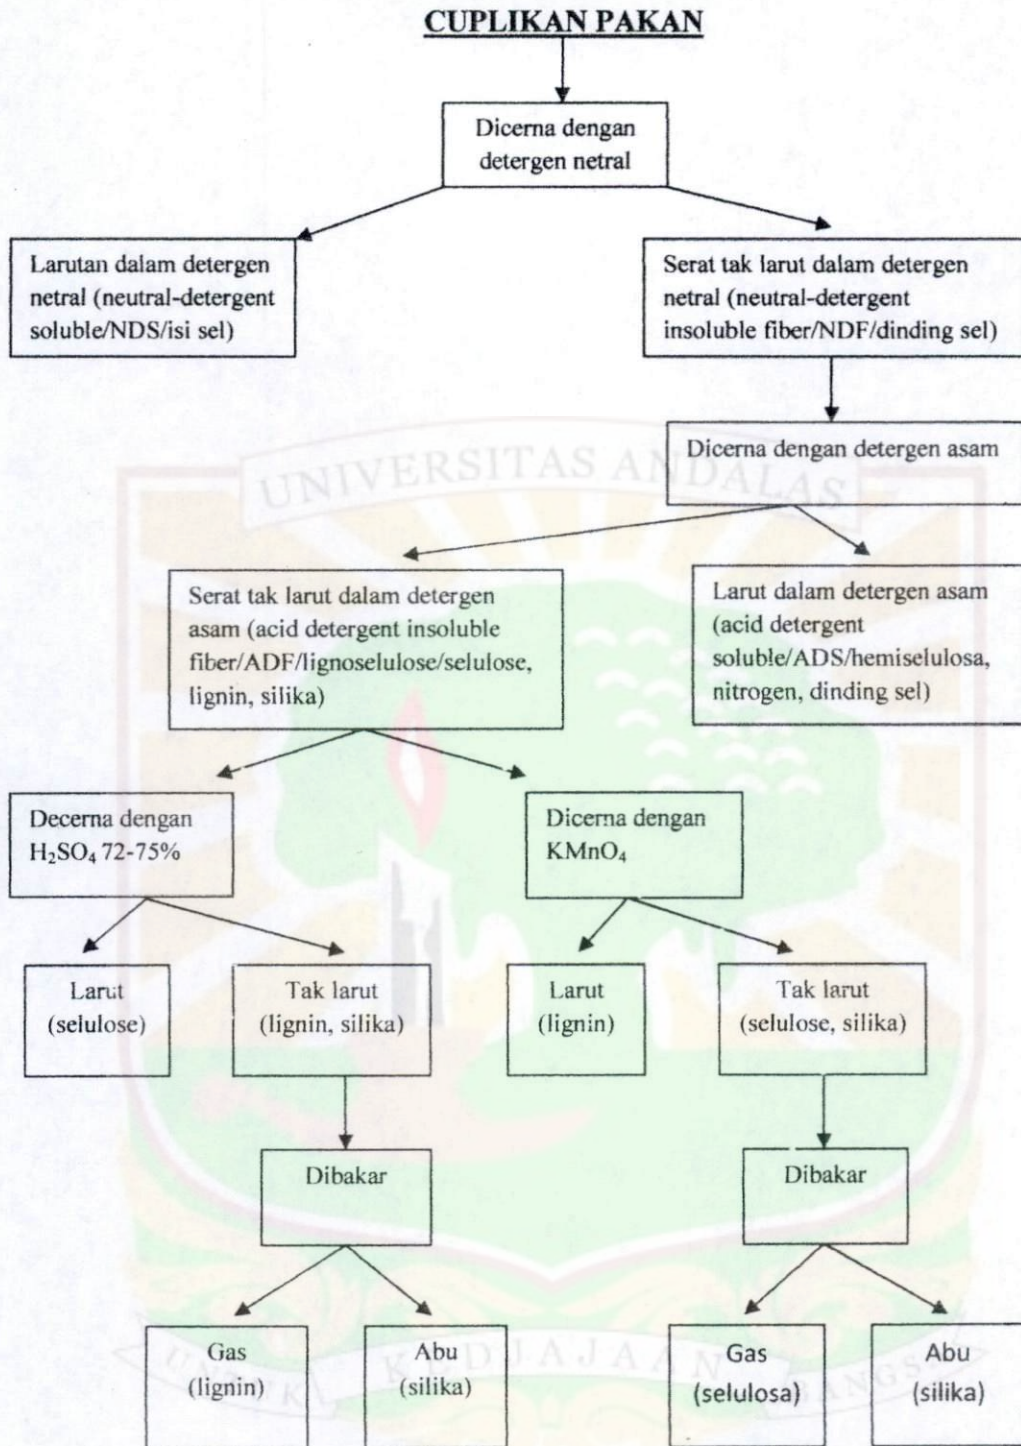 CUPLIKAN PAKAN
Dicerna dengan
detergen netral
Larutan dalam detergen
netral (neutral-detergent
soluble/NDS/isi sel)
Serat tak larut dalam detergen
netral (neutral-detergent
insoluble fiber/NDF/dinding sel)
Dicerna dengan detergen asam
Serat tak larut dalam detergen
asam (acid detergent insoluble
fiber/ADF/lignoselulose/selulose,
lignin, silika)
Larut dalam detergen asam
(acid detergent
soluble/ADS/hemiselulosa,
nitrogen, dinding sel)
Decerna dengan
H₂SO₄ 72-75%
Dicerna dengan
KMnO₄
Larut
(selulose)
Tak larut
(lignin, silika)
Larut
(lignin)
Tak larut
(selulose, silika)
Dibakar
Dibakar
Gas
(lignin)
Abu
(silika)
Gas
(selulosa)
Abu
(silika)
UNIVERSITAS ANDALAS
UNTUK KEDJAJAAN BANGSA